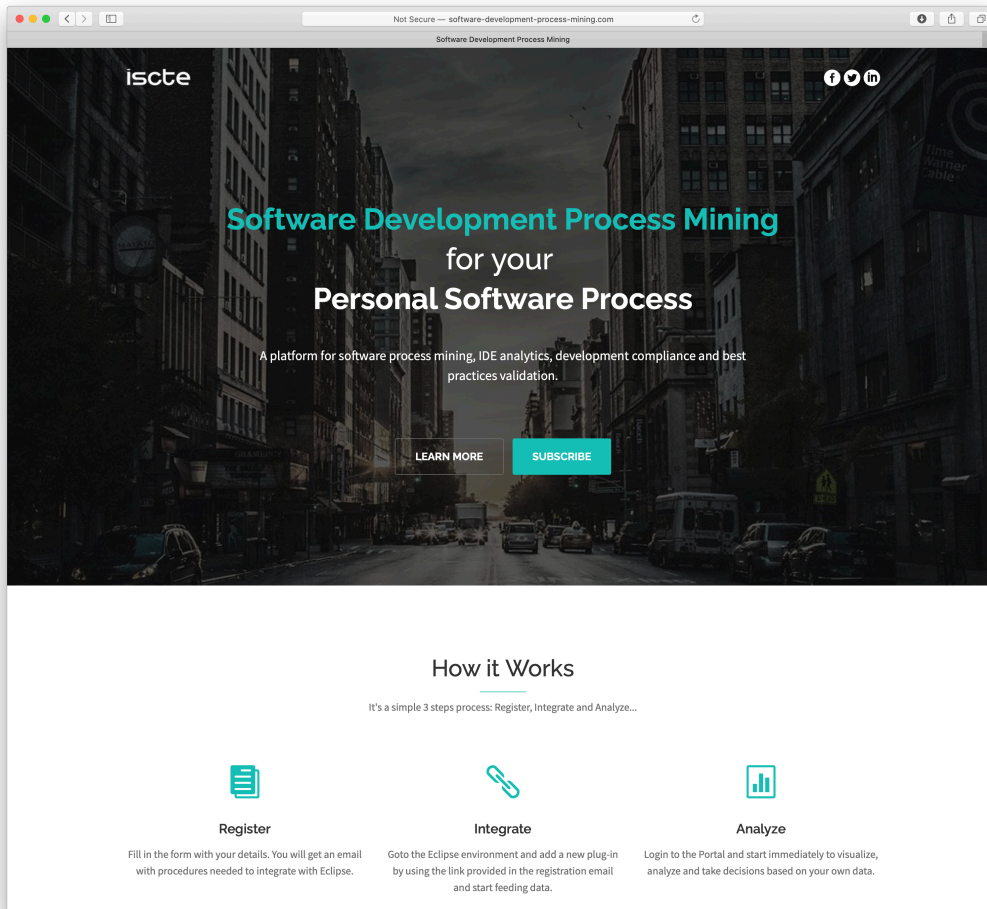 Not Secure — software-development-process-mining.com
Software Development Process Mining
iscte
Time
Warner
Cable
Software Development Process Mining
for your
Personal Software Process
A platform for software process mining, IDE analytics, development compliance and best
practices validation.
LEARN MORE
SUBSCRIBE
How it Works
It's a simple 3 steps process: Register, Integrate and Analyze...
Register
Integrate
Analyze
Fill in the form with your details. You will get an email
with procedures needed to integrate with Eclipse.
Goto the Eclipse environment and add a new plug-in
by using the link provided in the registration email
and start feeding data.
Login to the Portal and start immediately to visualize,
analyze and take decisions based on your own data.